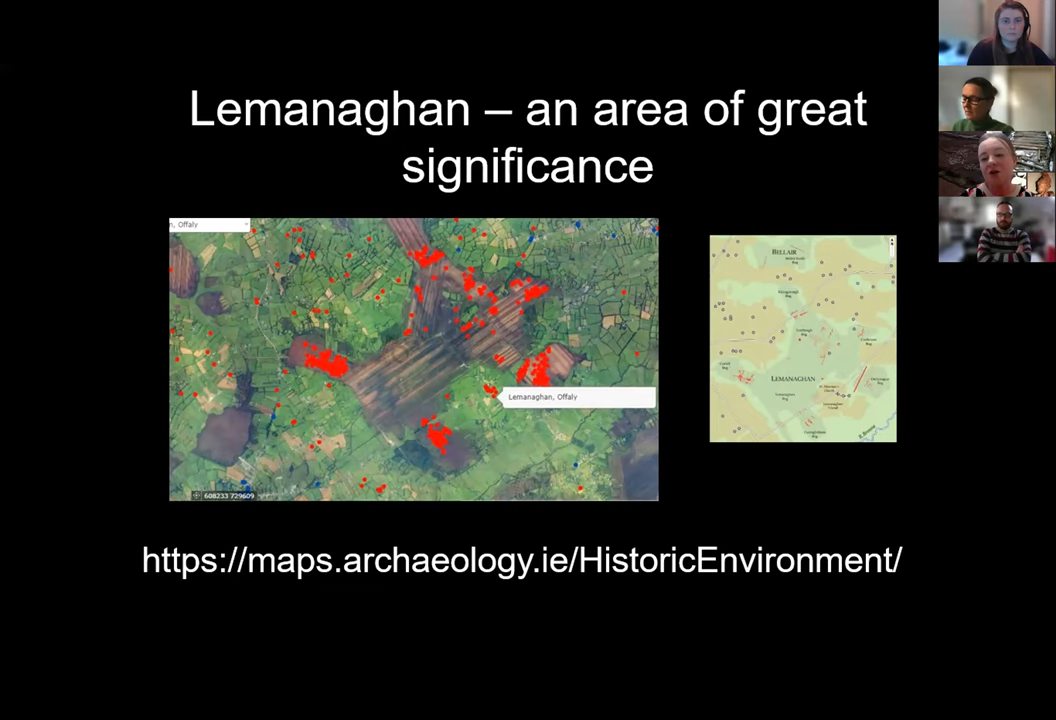 Lemanaghan – an area of great
significance
n, Offaly
Lemanaghan, Offaly
608233 729609
BELLAIR
LEMANAGHAN
https://maps.archaeology.ie/HistoricEnvironment/